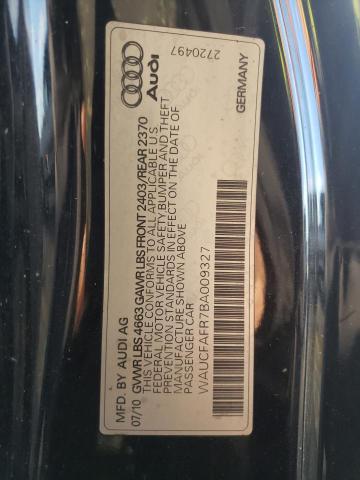 MFD. BY AUDI AG
07/10 GVWR LBS 4663 GAWR LBS FRONT 2403/REAR 2370
THIS VEHICLE CONFORMS TO ALL APPLICABLE U.S.
FEDERAL MOTOR VEHICLE SAFETY, BUMPER AND THEFT
PREVENTION STANDARDS IN EFFECT ON THE DATE OF
MANUFACTURE SHOWN ABOVE
PASSENGER CAR
WAUCFAFR7BA009327
Audi
2720497
GERMANY